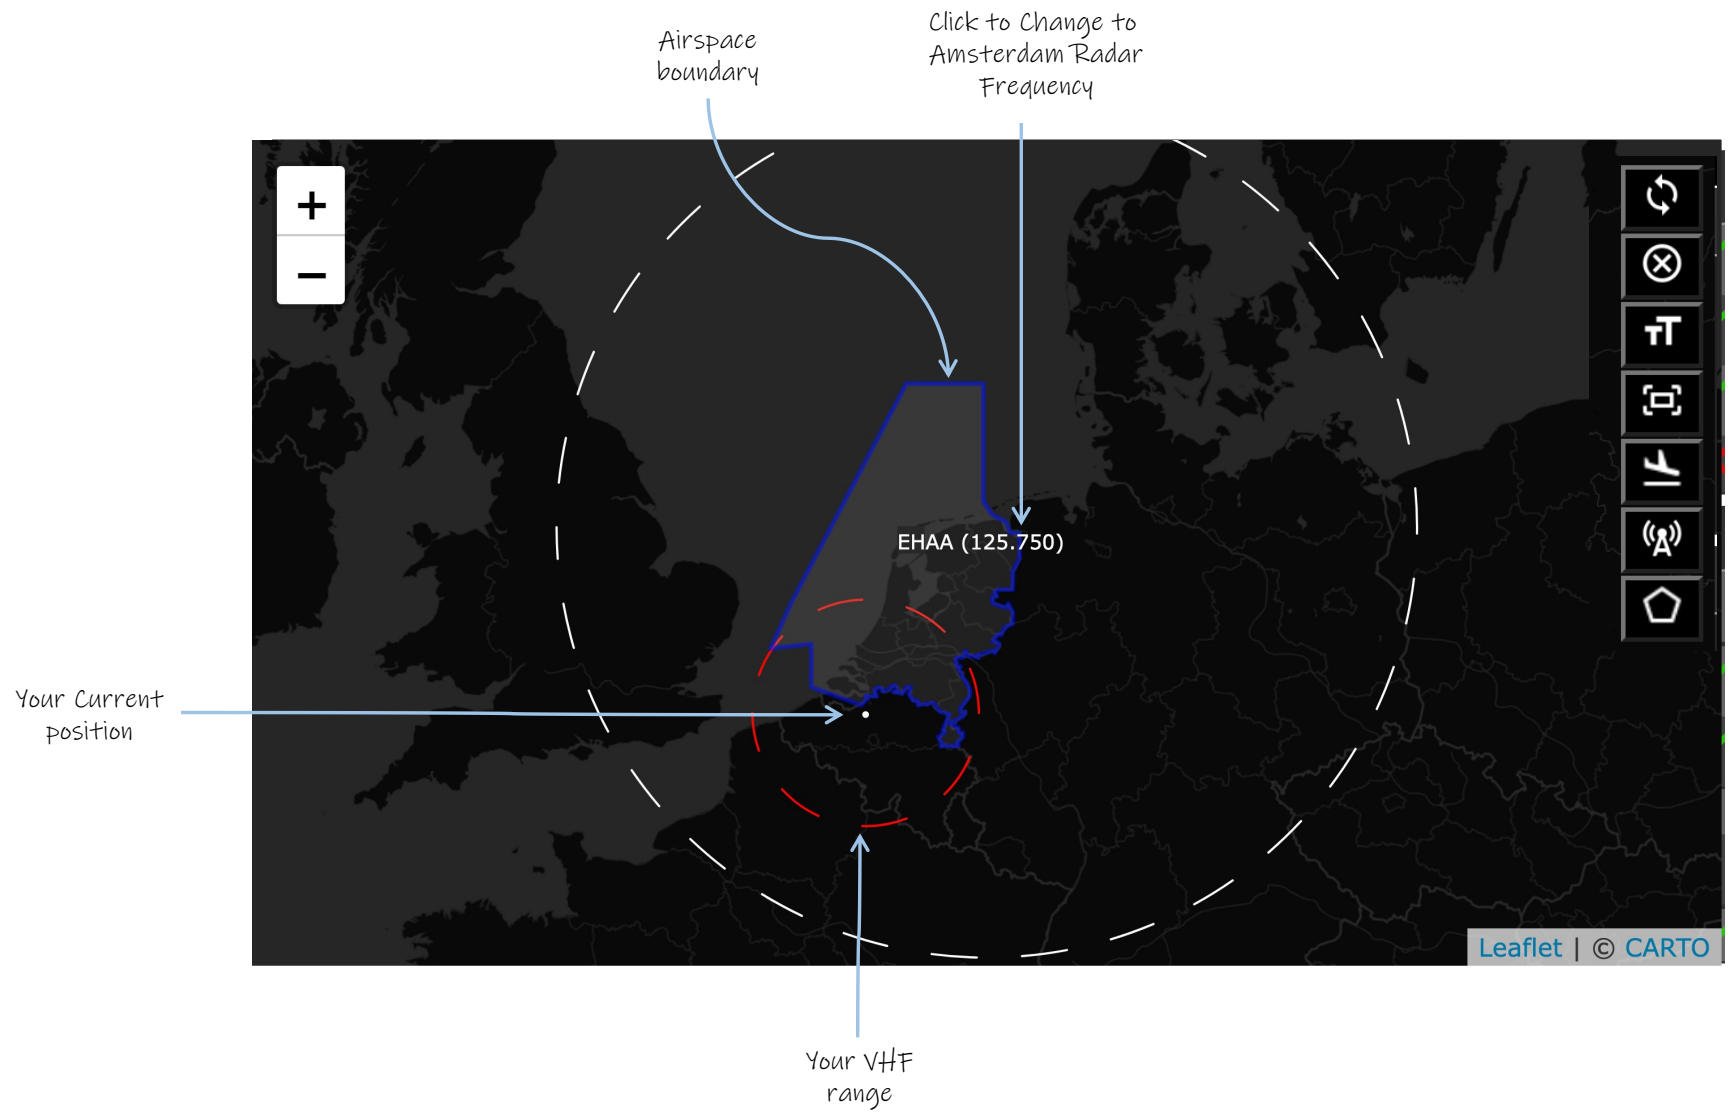 Airspace
boundary
Click to Change to
Amsterdam Radar
Frequency
+
−
TT
EHAA (125.750)
Your Current
position
Leaflet | © CARTO
Your VHF
range